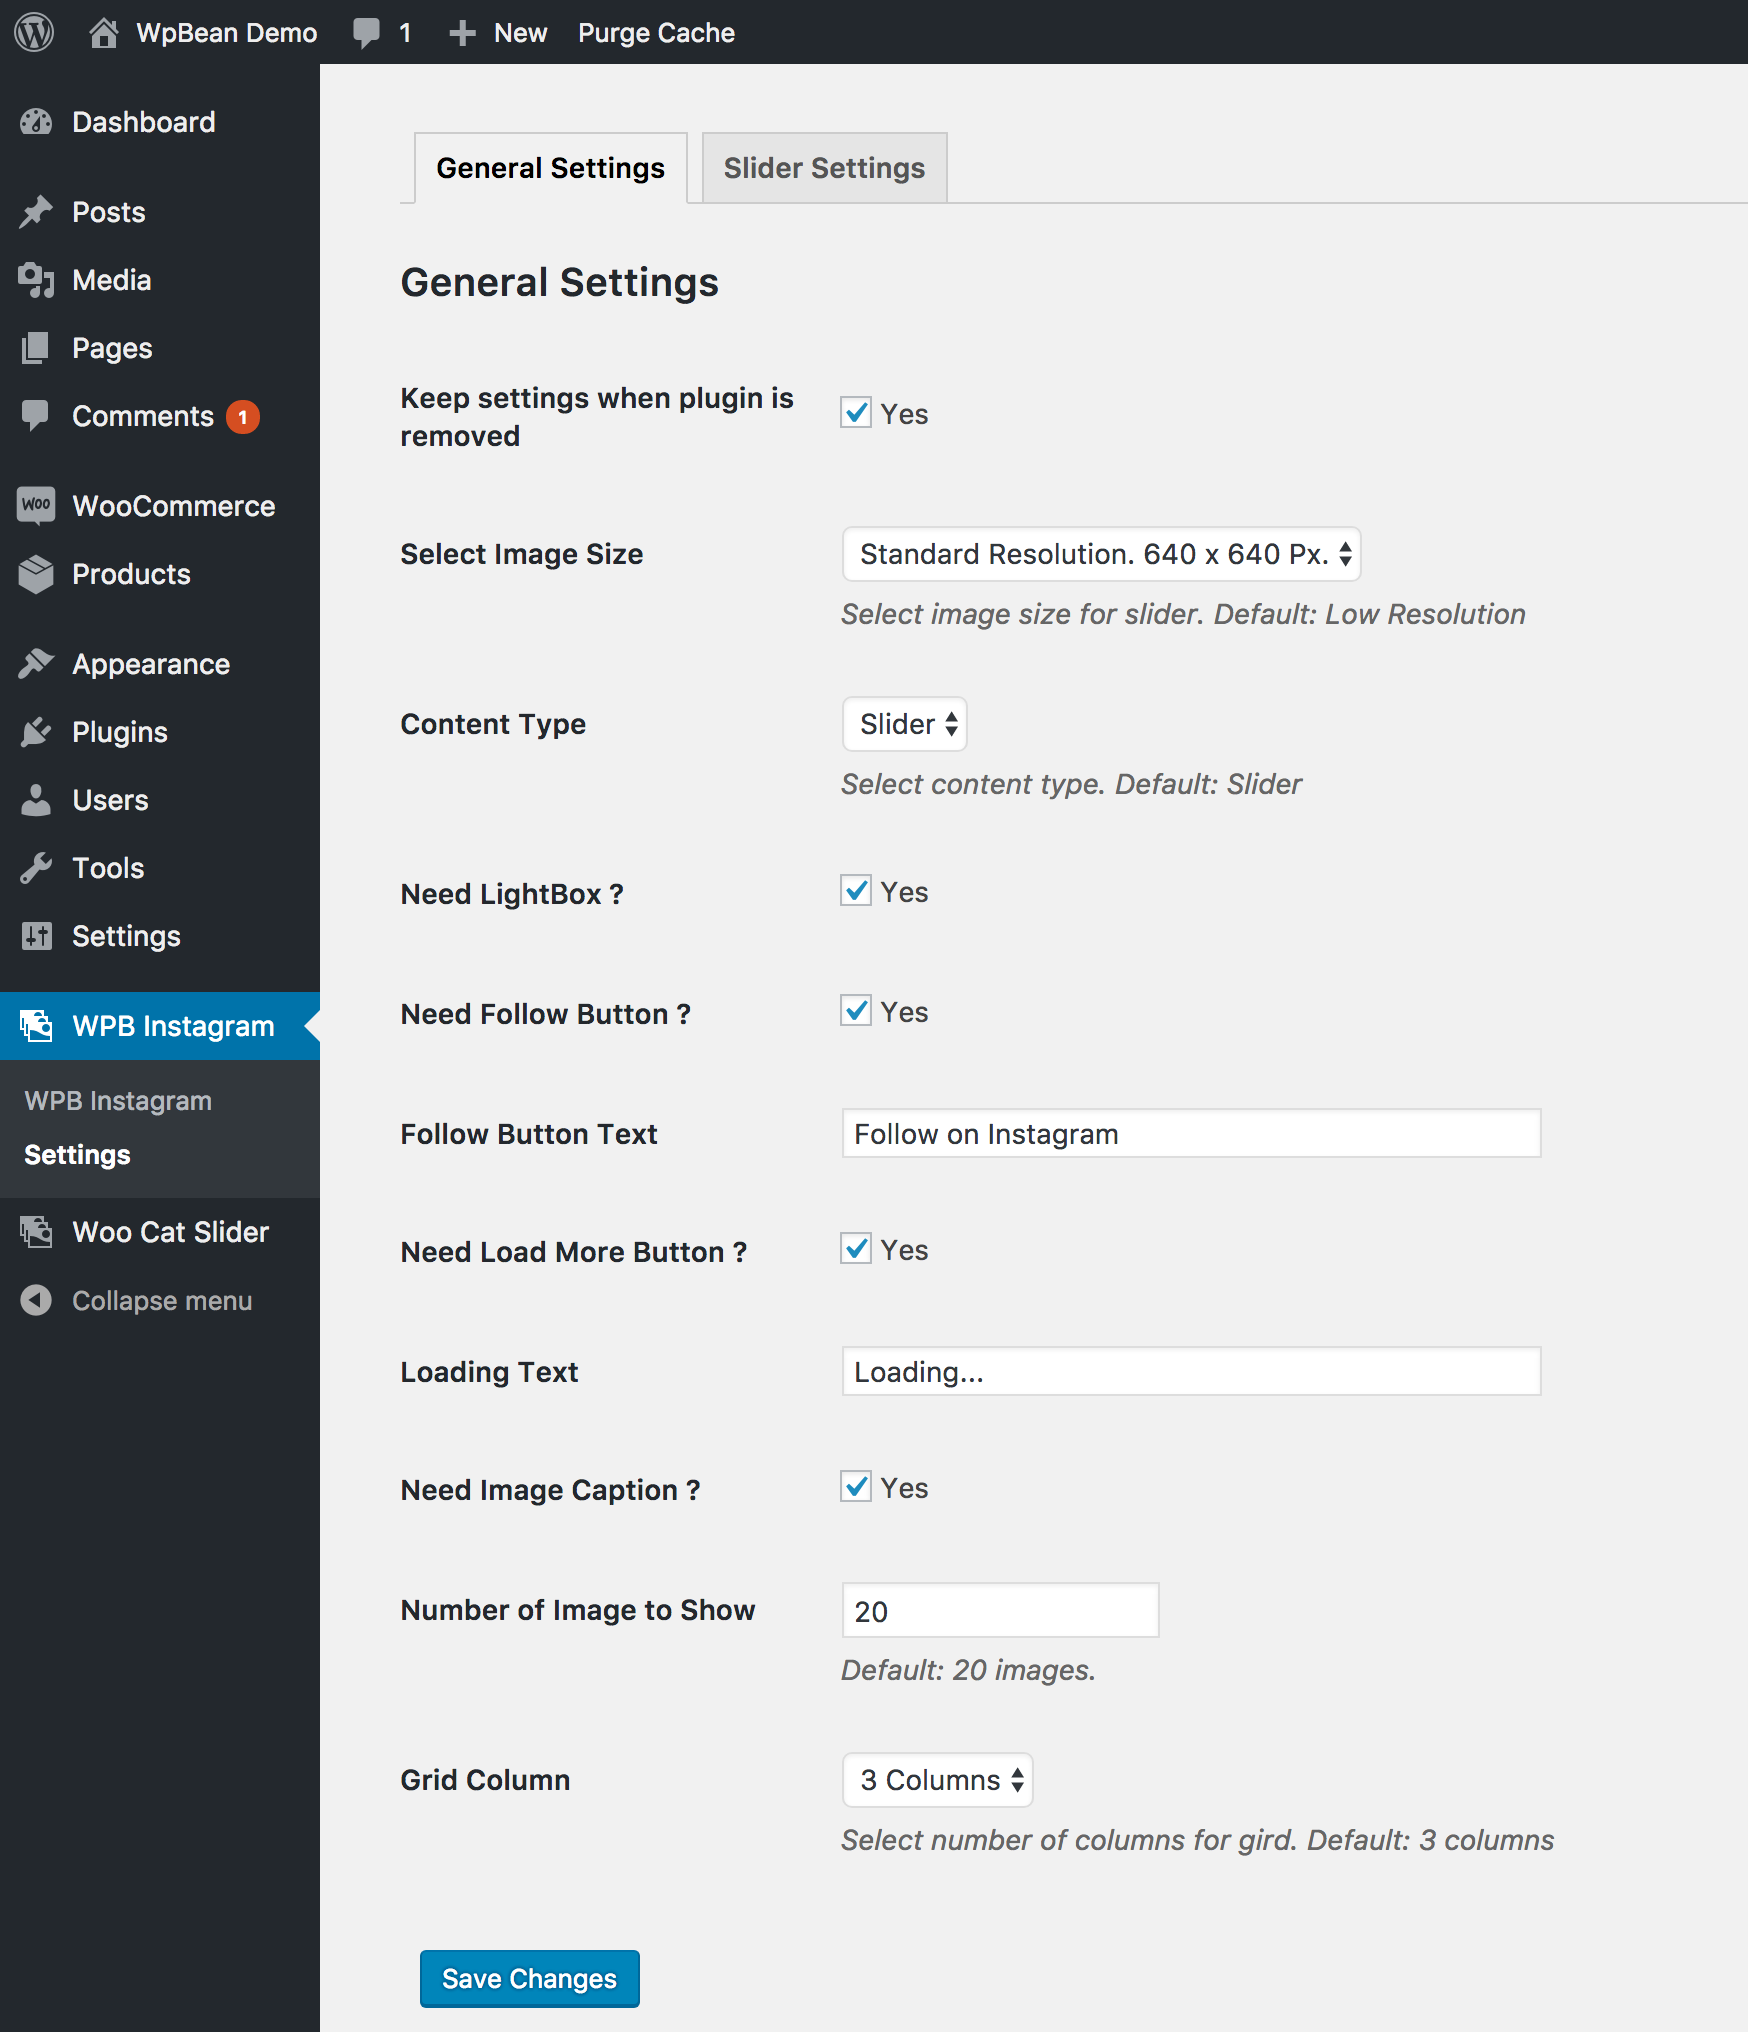 WpBean Demo 1 New Purge Cache
Dashboard
Posts
Media
Pages
Comments 1
Woo WooCommerce
Products
Appearance
Plugins
Users
Tools
Settings
WPB Instagram
WPB Instagram
Settings
Woo Cat Slider
Collapse menu
General Settings Slider Settings
General Settings
Keep settings when plugin is
removed
Yes
Select Image Size Standard Resolution. 640 x 640 Px.
Select image size for slider. Default: Low Resolution
Content Type Slider
Select content type. Default: Slider
Need LightBox ? Yes
Need Follow Button ? Yes
Follow Button Text Follow on Instagram
Need Load More Button ? Yes
Loading Text Loading...
Need Image Caption ? Yes
Number of Image to Show 20
Default: 20 images.
Grid Column 3 Columns
Select number of columns for gird. Default: 3 columns
Save Changes